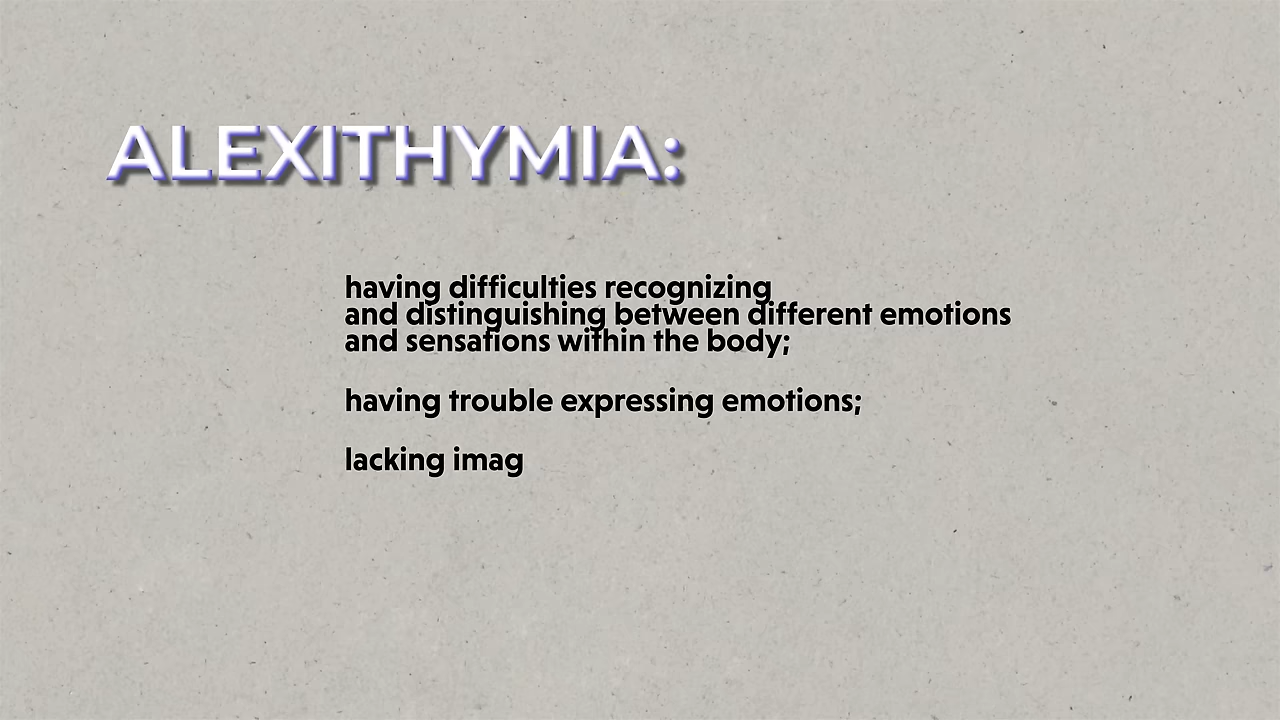 ALEXITHYMIA:
having difficulties recognizing
and distinguishing between different emotions
and sensations within the body;
having trouble expressing emotions;
lacking imag